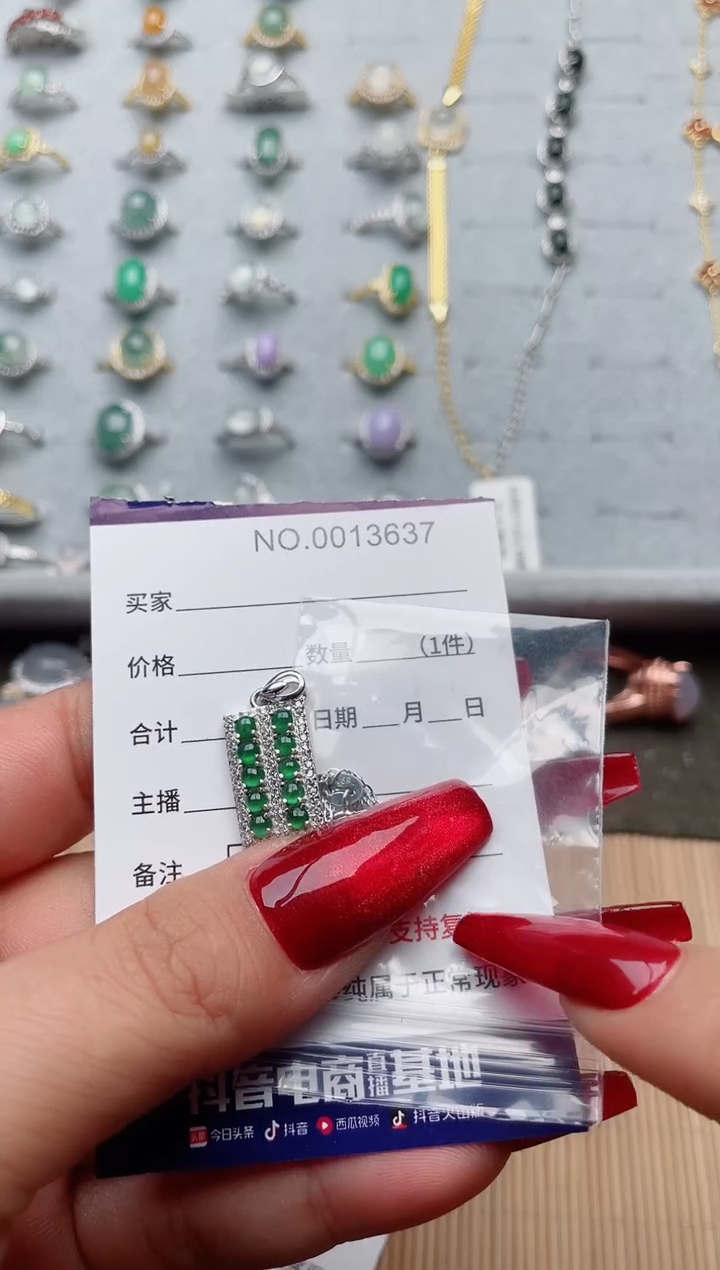 NO.0013637
买家
价格 数量 (1件)
合计 日期 月 日
主播
备注
支持复
纯属于正常现象
抖音电商直播基地
头条 今日头条 抖音 西瓜视频 抖音火山版